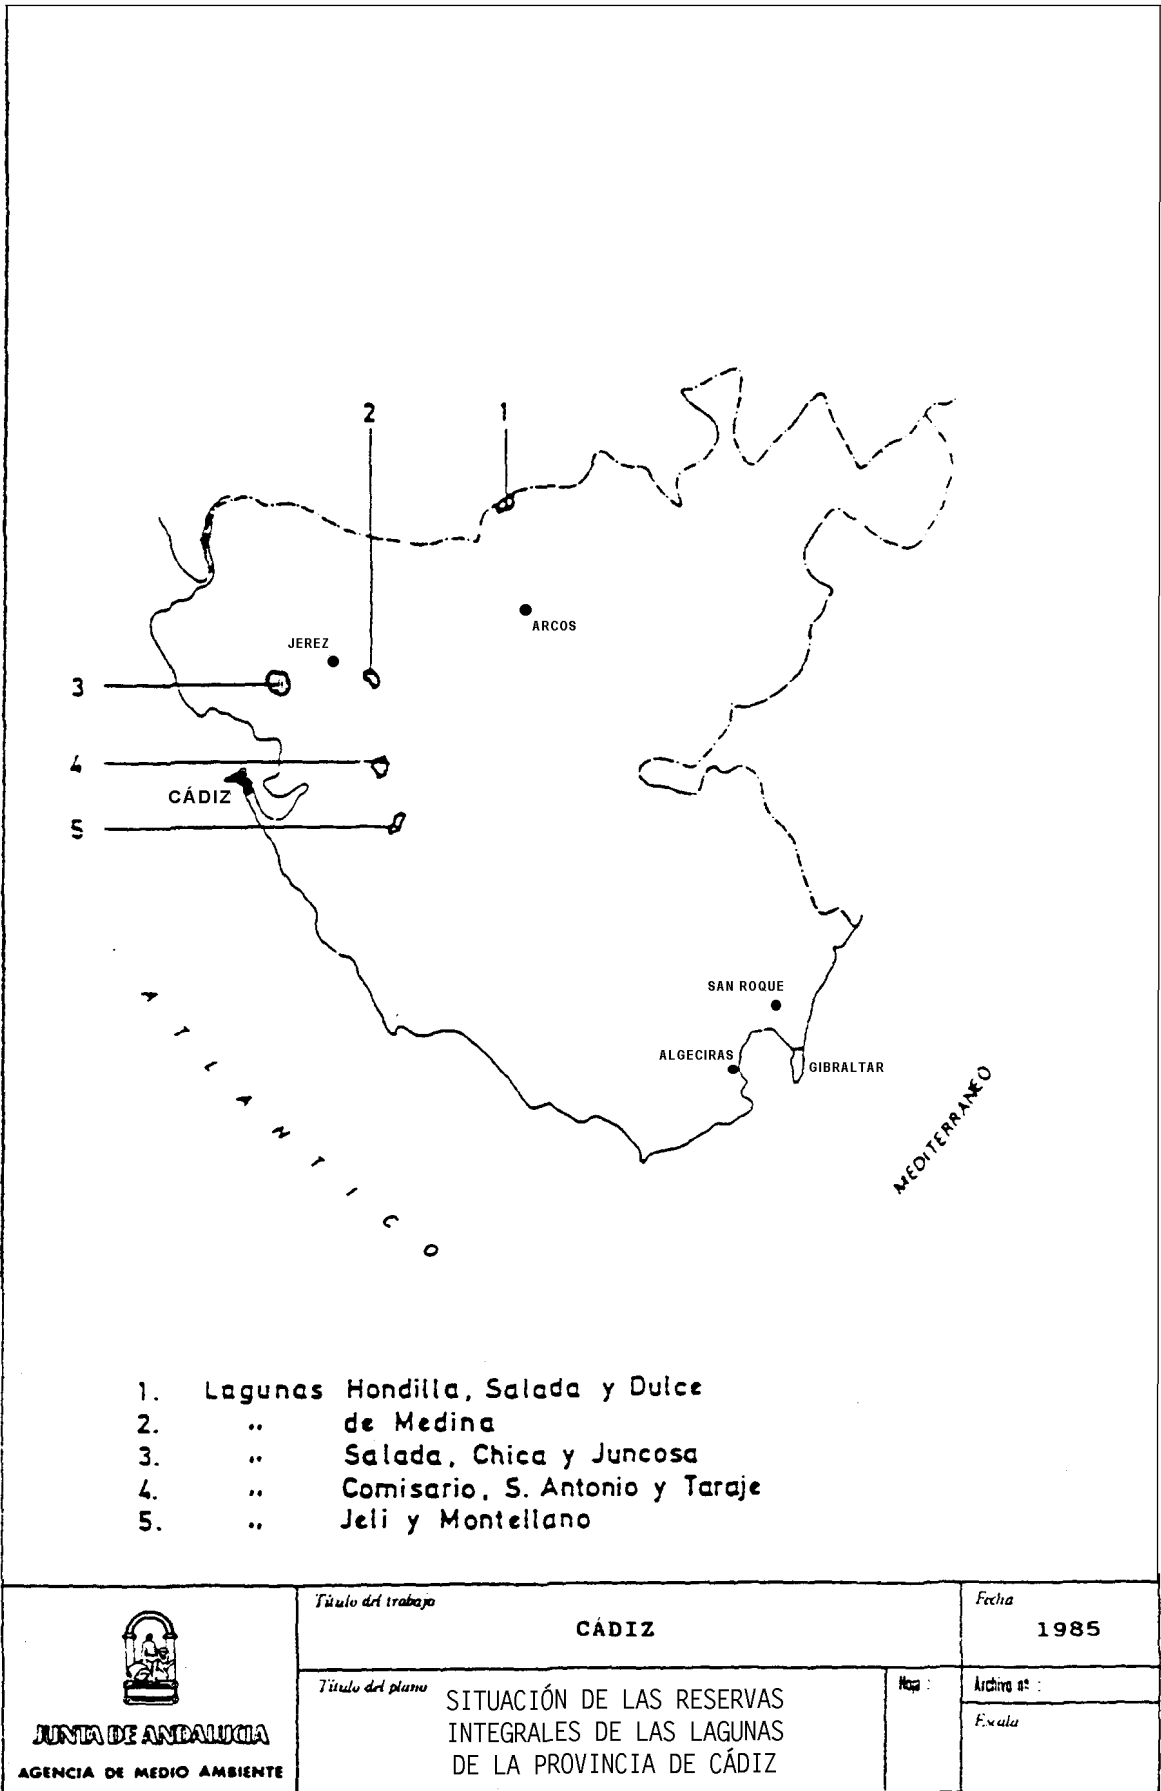 2 1
ARCOS
JEREZ
3
4
CÁDIZ
5
SAN ROQUE
ALGECIRAS
GIBRALTAR
ATLANTICO
MEDITERRANEO
1. Lagunas Hondilla, Salada y Dulce
2. " de Medina
3. " Salada, Chica y Juncosa
4. " Comisario, S. Antonio y Taraje
5. " Jeli y Montellano
Título del trabajo
CÁDIZ
Fecha
1985
Título del plano
SITUACIÓN DE LAS RESERVAS
INTEGRALES DE LAS LAGUNAS
DE LA PROVINCIA DE CÁDIZ
Hoja :
Archivo nº :
Escala
JUNTA DE ANDALUCIA
AGENCIA DE MEDIO AMBIENTE